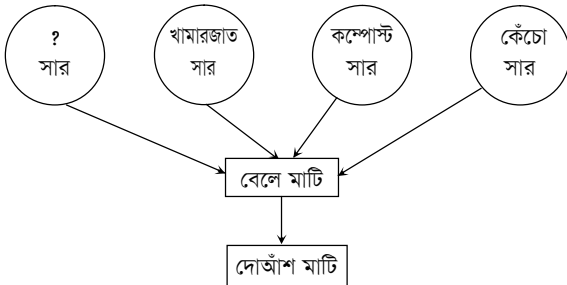 ?
সার
খামারজাত
সার
কম্পোস্ট
সার
কেঁচো
সার
বেলে মাটি
দোআঁশ মাটি